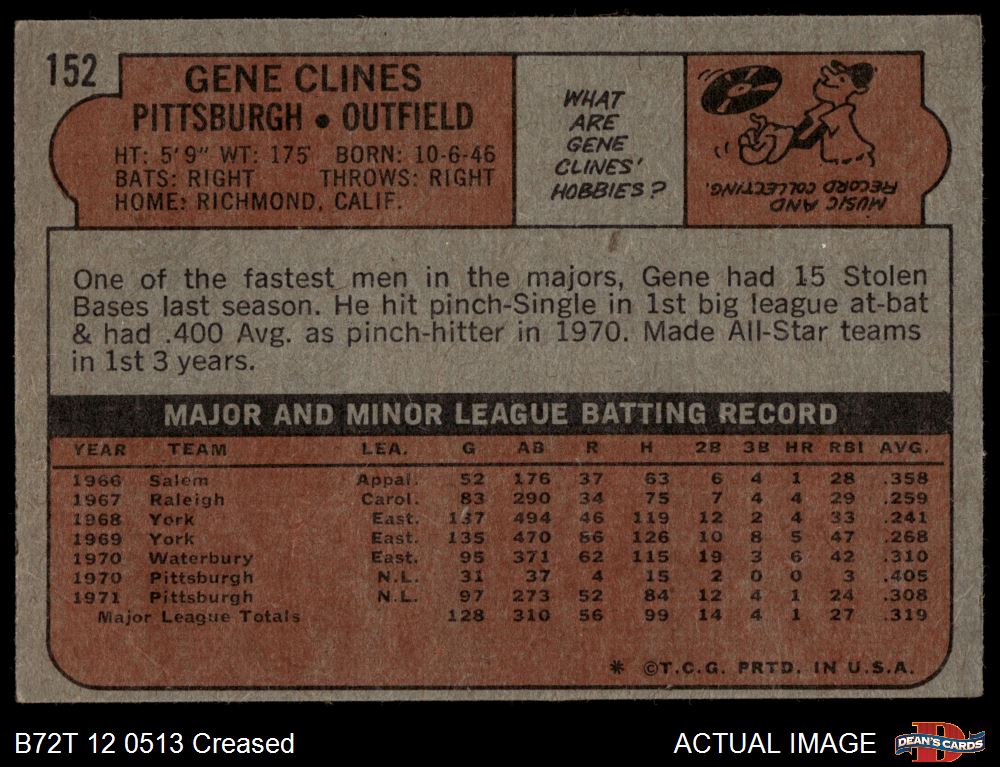 152
GENE CLINES
PITTSBURGH • OUTFIELD
HT: 5'9" WT: 175 BORN: 10-6-46
BATS: RIGHT THROWS: RIGHT
HOME: RICHMOND, CALIF.
WHAT
ARE
GENE
CLINES'
HOBBIES?
MUSIC AND
RECORD COLLECTING.
One of the fastest men in the majors, Gene had 15 Stolen
Bases last season. He hit pinch-Single in 1st big league at-bat
& had .400 Avg. as pinch-hitter in 1970. Made All-Star teams
in 1st 3 years.
MAJOR AND MINOR LEAGUE BATTING RECORD
YEAR TEAM LEA. G AB R H 2B 3B HR RBI AVG.
1966 Salem Appal. 52 176 37 63 6 4 1 28 .358
1967 Raleigh Carol. 83 290 34 75 7 4 4 29 .259
1968 York East. 137 494 46 119 12 2 4 33 .241
1969 York East. 135 470 66 126 10 8 5 47 .268
1970 Waterbury East. 95 371 62 115 19 3 6 42 .310
1970 Pittsburgh N.L. 31 37 4 15 2 0 0 3 .405
1971 Pittsburgh N.L. 97 273 52 84 12 4 1 24 .308
Major League Totals 128 310 56 99 14 4 1 27 .319
* ©T.C.G. PRTD. IN U.S.A.
B72T 12 0513 Creased
ACTUAL IMAGE
D
DEAN'S CARDS